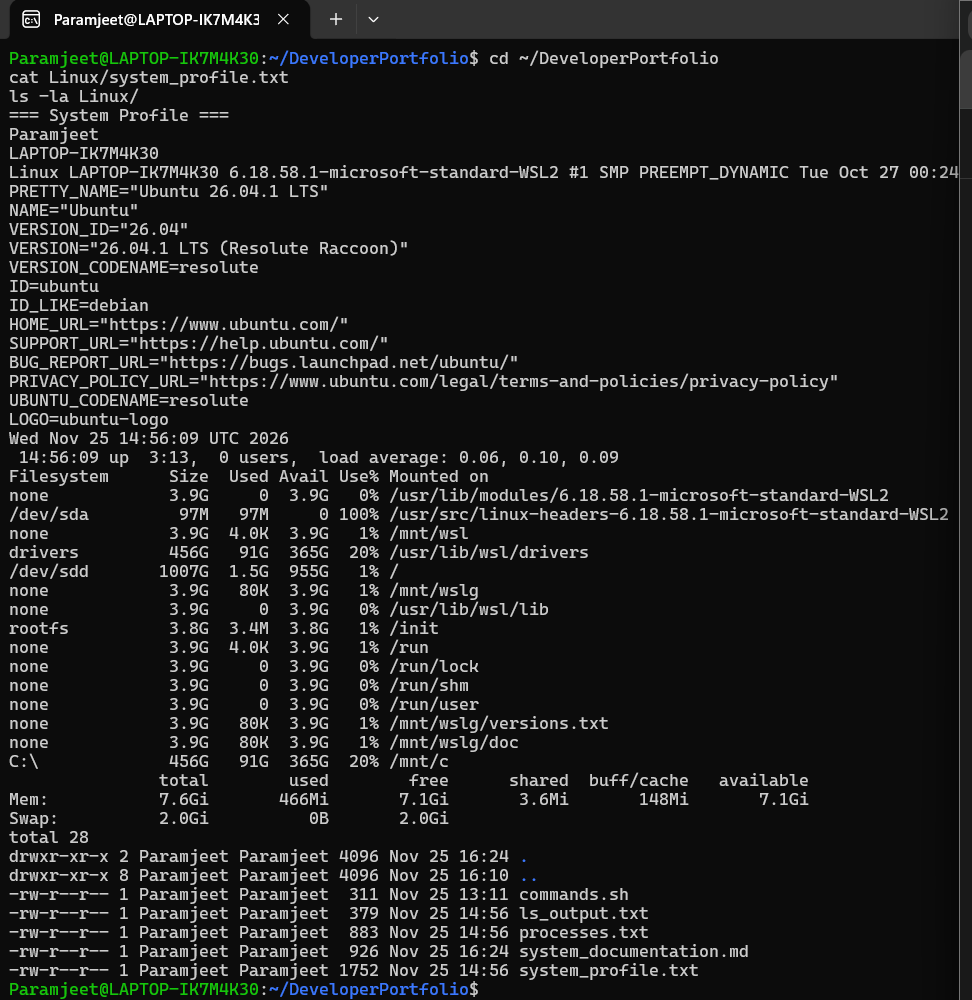 Paramjeet@LAPTOP-IK7M4K3
Paramjeet@LAPTOP-IK7M4K30:~/DeveloperPortfolio$ cd ~/DeveloperPortfolio
cat Linux/system_profile.txt
ls -la Linux/
=== System Profile ===
Paramjeet
LAPTOP-IK7M4K30
Linux LAPTOP-IK7M4K30 6.18.58.1-microsoft-standard-WSL2 #1 SMP PREEMPT_DYNAMIC Tue Oct 27 00:24
PRETTY_NAME="Ubuntu 26.04.1 LTS"
NAME="Ubuntu"
VERSION_ID="26.04"
VERSION="26.04.1 LTS (Resolute Raccoon)"
VERSION_CODENAME=resolute
ID=ubuntu
ID_LIKE=debian
HOME_URL="https://www.ubuntu.com/"
SUPPORT_URL="https://help.ubuntu.com/"
BUG_REPORT_URL="https://bugs.launchpad.net/ubuntu/"
PRIVACY_POLICY_URL="https://www.ubuntu.com/legal/terms-and-policies/privacy-policy"
UBUNTU_CODENAME=resolute
LOGO=ubuntu-logo
Wed Nov 25 14:56:09 UTC 2026
 14:56:09 up  3:13,  0 users,  load average: 0.06, 0.10, 0.09
Filesystem      Size  Used Avail Use% Mounted on
none            3.9G     0  3.9G   0% /usr/lib/modules/6.18.58.1-microsoft-standard-WSL2
/dev/sda         97M   97M     0 100% /usr/src/linux-headers-6.18.58.1-microsoft-standard-WSL2
none            3.9G  4.0K  3.9G   1% /mnt/wsl
drivers         456G   91G  365G  20% /usr/lib/wsl/drivers
/dev/sdd       1007G  1.5G  955G   1% /
none            3.9G   80K  3.9G   1% /mnt/wslg
none            3.9G     0  3.9G   0% /usr/lib/wsl/lib
rootfs          3.8G  3.4M  3.8G   1% /init
none            3.9G  4.0K  3.9G   1% /run
none            3.9G     0  3.9G   0% /run/lock
none            3.9G     0  3.9G   0% /run/shm
none            3.9G     0  3.9G   0% /run/user
none            3.9G   80K  3.9G   1% /mnt/wslg/versions.txt
none            3.9G   80K  3.9G   1% /mnt/wslg/doc
C:\             456G   91G  365G  20% /mnt/c
               total        used        free      shared  buff/cache   available
Mem:           7.6Gi       466Mi       7.1Gi       3.6Mi       148Mi       7.1Gi
Swap:          2.0Gi          0B       2.0Gi
total 28
drwxr-xr-x 2 Paramjeet Paramjeet 4096 Nov 25 16:24 .
drwxr-xr-x 8 Paramjeet Paramjeet 4096 Nov 25 16:10 ..
-rw-r--r-- 1 Paramjeet Paramjeet  311 Nov 25 13:11 commands.sh
-rw-r--r-- 1 Paramjeet Paramjeet  379 Nov 25 14:56 ls_output.txt
-rw-r--r-- 1 Paramjeet Paramjeet  883 Nov 25 14:56 processes.txt
-rw-r--r-- 1 Paramjeet Paramjeet  926 Nov 25 16:24 system_documentation.md
-rw-r--r-- 1 Paramjeet Paramjeet 1752 Nov 25 14:56 system_profile.txt
Paramjeet@LAPTOP-IK7M4K30:~/DeveloperPortfolio$